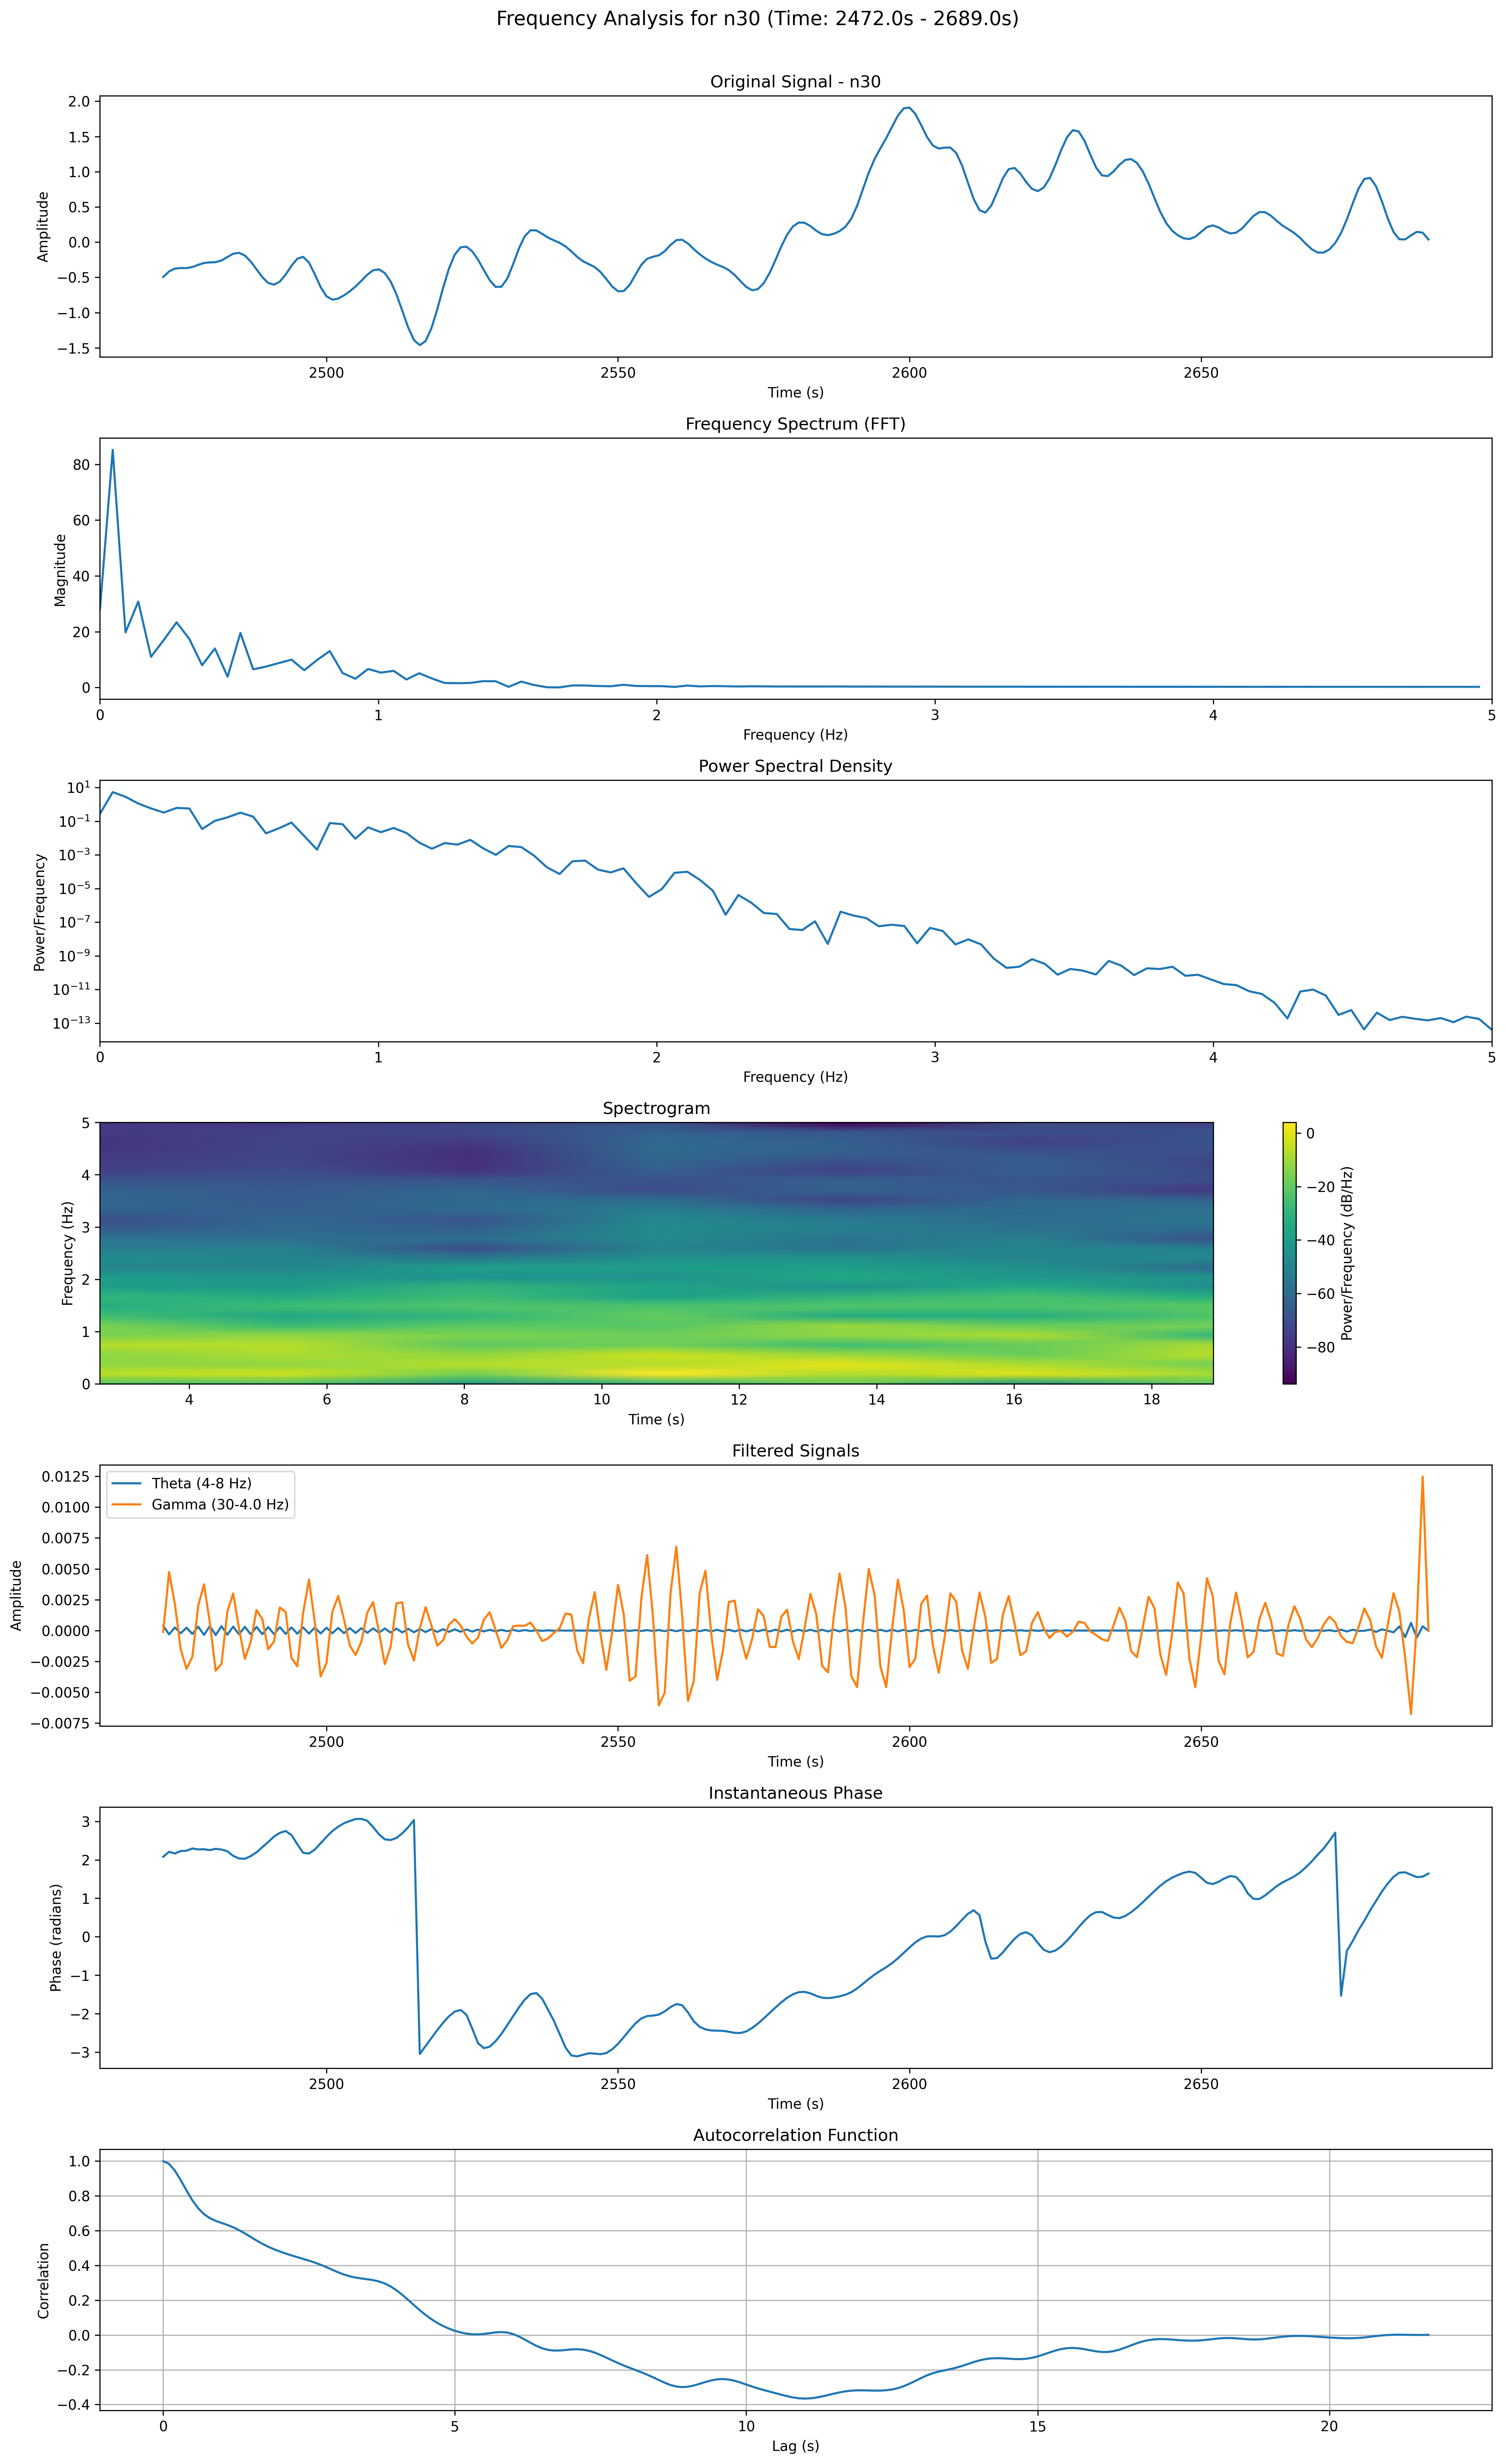 Frequency Analysis for n30 (Time: 2472.0s - 2689.0s)
Original Signal - n30
Amplitude
2.0
1.5
1.0
0.5
0.0
−0.5
−1.0
−1.5
2500 2550 2600 2650
Time (s)
Frequency Spectrum (FFT)
Magnitude
80
60
40
20
0
0 1 2 3 4 5
Frequency (Hz)
Power Spectral Density
Power/Frequency
10¹
10⁻¹
10⁻³
10⁻⁵
10⁻⁷
10⁻⁹
10⁻¹¹
10⁻¹³
0 1 2 3 4 5
Frequency (Hz)
Spectrogram
Frequency (Hz)
5
4
3
2
1
0
4 6 8 10 12 14 16 18
Time (s)
0
−20
−40
−60
−80
Power/Frequency (dB/Hz)
Filtered Signals
Theta (4-8 Hz)
Gamma (30-4.0 Hz)
Amplitude
0.0125
0.0100
0.0075
0.0050
0.0025
0.0000
−0.0025
−0.0050
−0.0075
2500 2550 2600 2650
Time (s)
Instantaneous Phase
Phase (radians)
3
2
1
0
−1
−2
−3
2500 2550 2600 2650
Time (s)
Autocorrelation Function
Correlation
1.0
0.8
0.6
0.4
0.2
0.0
−0.2
−0.4
0 5 10 15 20
Lag (s)